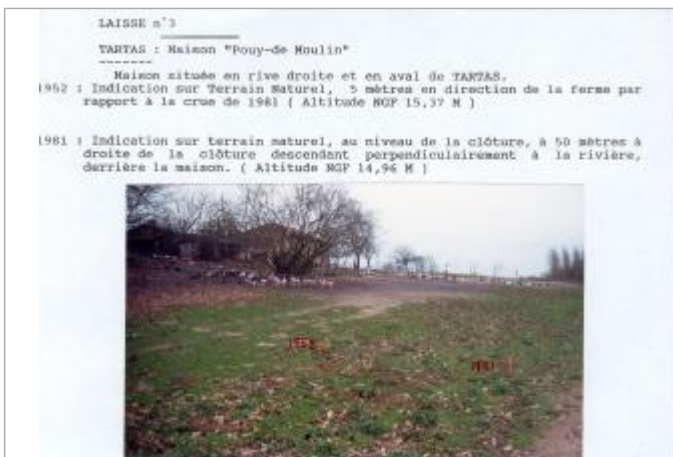 LAISSE n°3
TARTAS : Maison "Pouy-de Moulin"
Maison située en rive droite et en aval de TARTAS.
1952 : Indication sur Terrain Naturel, 5 mètres en direction de la ferme par
rapport à la crue de 1981 ( Altitude NGF 15,37 M )
1981 : Indication sur terrain naturel, au niveau de la clôture, à 50 mètres à
droite de la clôture descendant perpendiculairement à la rivière,
derrière la maison. ( Altitude NGF 14,96 M )
1952
1981